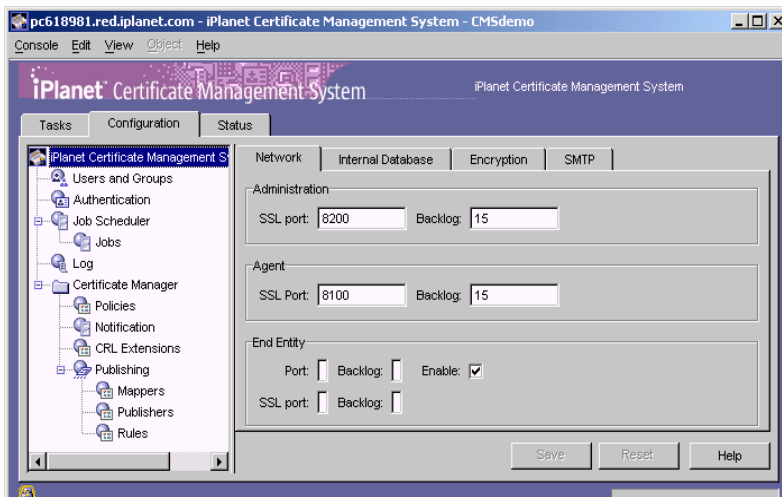 pc618981.red.iplanet.com - iPlanet Certificate Management System - CMSdemo
Console Edit View Object Help
iPlanet Certificate Management System
iPlanet Certificate Management System
Tasks Configuration Status
iPlanet Certificate Management S
Users and Groups
Authentication
Job Scheduler
Jobs
Log
Certificate Manager
Policies
Notification
CRL Extensions
Publishing
Mappers
Publishers
Rules
Network Internal Database Encryption SMTP
Administration
SSL port: 8200 Backlog: 15
Agent
SSL Port: 8100 Backlog: 15
End Entity
Port: Backlog: Enable:
SSL port: Backlog:
Save Reset Help